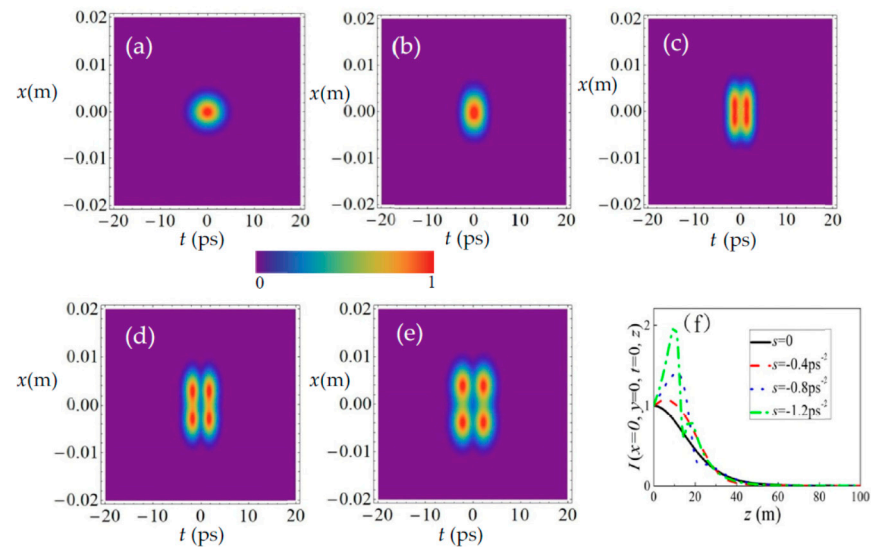 (a)
x(m)
0.02
0.01
0.00
−0.01
−0.02
−20 −10 0 10 20
t (ps)
(b)
x(m)
0.02
0.01
0.00
−0.01
−0.02
−20 −10 0 10 20
t (ps)
(c)
x(m)
0.02
0.01
0.00
−0.01
−0.02
−20 −10 0 10 20
t (ps)
0 1
(d)
x(m)
0.02
0.01
0.00
−0.01
−0.02
−20 −10 0 10 20
t (ps)
(e)
x(m)
0.02
0.01
0.00
−0.01
−0.02
−20 −10 0 10 20
t (ps)
(f)
I (x=0, y=0, t=0, z)
2
1
0
s=0
s=-0.4ps⁻²
s=-0.8ps⁻²
s=-1.2ps⁻²
0 20 40 60 80 100
z (m)